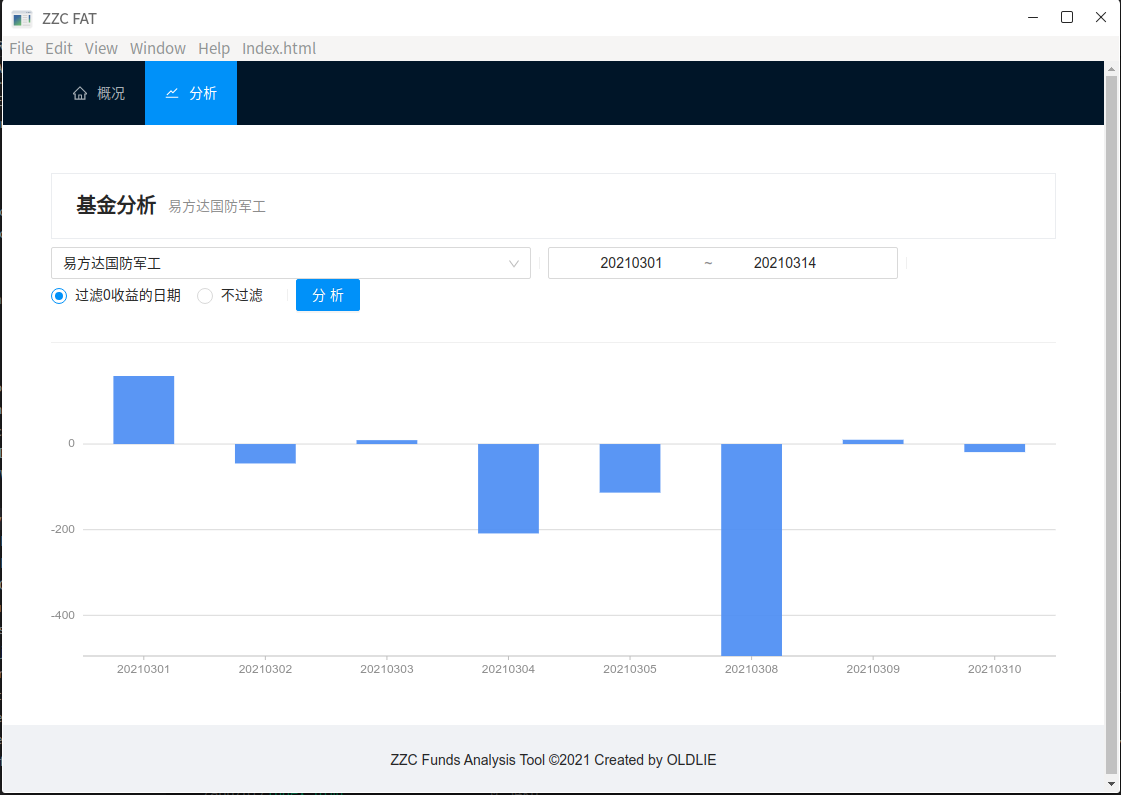 ZZC FAT
File Edit View Window Help Index.html
概况 分析
基金分析 易方达国防军工
易方达国防军工 20210301 ~ 20210314
过滤0收益的日期 不过滤 分 析
0
-200
-400
20210301 20210302 20210303 20210304 20210305 20210308 20210309 20210310
ZZC Funds Analysis Tool ©2021 Created by OLDLIE